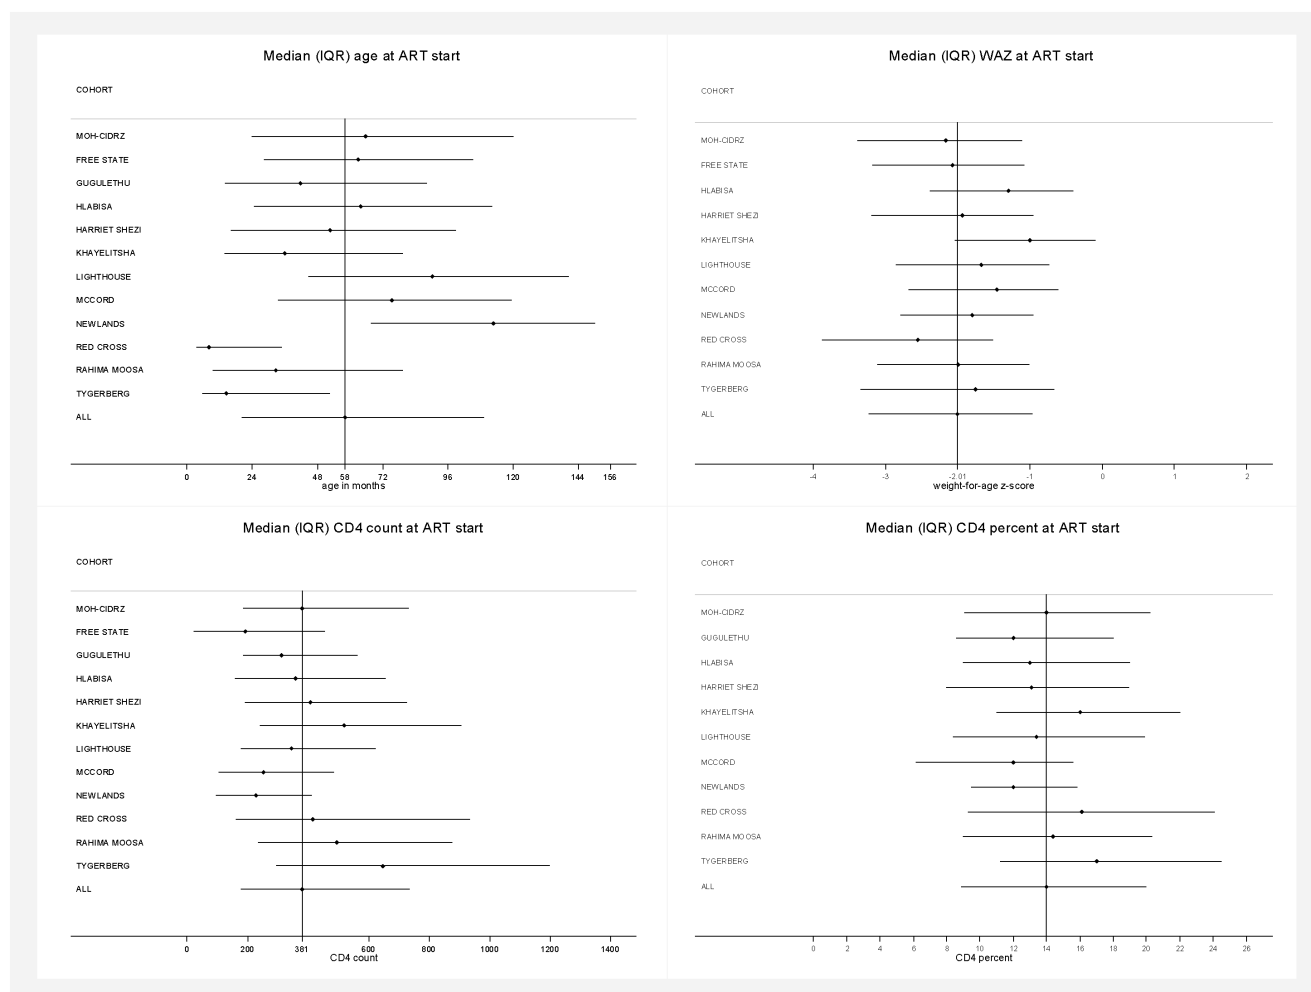 Median (IQR) age at ART start
COHORT
MOH-CIDRZ
FREE STATE
GUGULETHU
HLABISA
HARRIET SHEZI
KHAYELITSHA
LIGHTHOUSE
MCCORD
NEWLANDS
RED CROSS
RAHIMA MOOSA
TYGERBERG
ALL
0 24 48 58 72 96 120 144 156
age in months
Median (IQR) WAZ at ART start
COHORT
MOH-CIDRZ
FREE STATE
HLABISA
HARRIET SHEZI
KHAYELITSHA
LIGHTHOUSE
MCCORD
NEWLANDS
RED CROSS
RAHIMA MOOSA
TYGERBERG
ALL
-4 -3 -2.01 -1 0 1 2
weight-for-age z-score
Median (IQR) CD4 count at ART start
COHORT
MOH-CIDRZ
FREE STATE
GUGULETHU
HLABISA
HARRIET SHEZI
KHAYELITSHA
LIGHTHOUSE
MCCORD
NEWLANDS
RED CROSS
RAHIMA MOOSA
TYGERBERG
ALL
0 200 381 600 800 1000 1200 1400
CD4 count
Median (IQR) CD4 percent at ART start
COHORT
MOH-CIDRZ
GUGULETHU
HLABISA
HARRIET SHEZI
KHAYELITSHA
LIGHTHOUSE
MCCORD
NEWLANDS
RED CROSS
RAHIMA MOOSA
TYGERBERG
ALL
0 2 4 6 8 10 12 14 16 18 20 22 24 26
CD4 percent